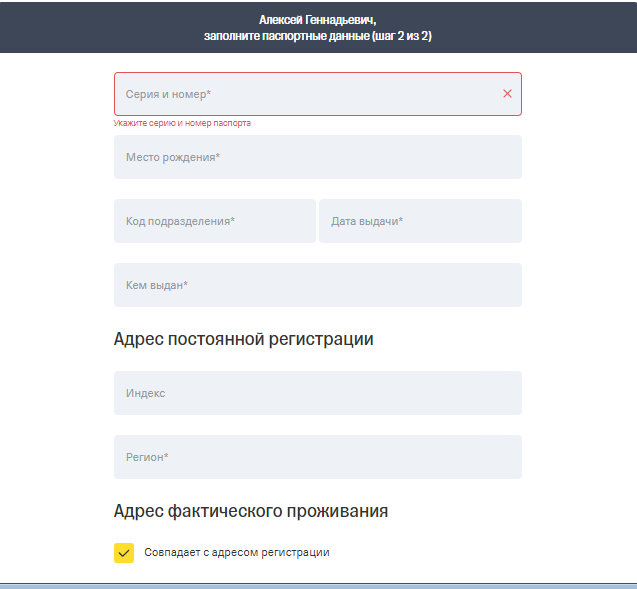 Алексей Геннадьевич,
заполните паспортные данные (шаг 2 из 2)
Серия и номер*
Укажите серию и номер паспорта
Место рождения*
Код подразделения* Дата выдачи*
Кем выдан*
Адрес постоянной регистрации
Индекс
Регион*
Адрес фактического проживания
Совпадает с адресом регистрации